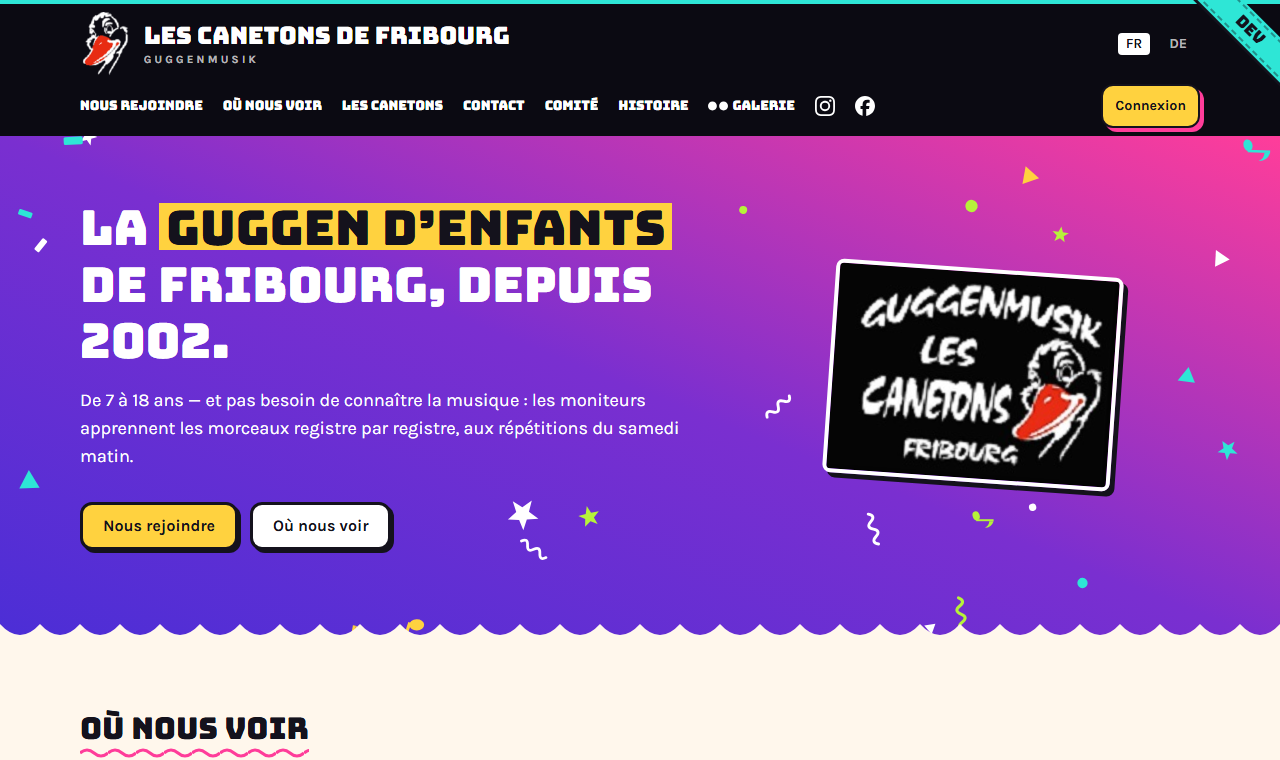 LES CANETONS DE FRIBOURG
GUGGENMUSIK
FR
DE
DEV
NOUS REJOINDRE
OÙ NOUS VOIR
LES CANETONS
CONTACT
COMITÉ
HISTOIRE
GALERIE
Connexion
LA GUGGEN D’ENFANTS
DE FRIBOURG, DEPUIS
2002.
De 7 à 18 ans — et pas besoin de connaître la musique : les moniteurs
apprennent les morceaux registre par registre, aux répétitions du samedi
matin.
Nous rejoindre
Où nous voir
GUGGENMUSIK
LES
CANETONS
FRIBOURG
OÙ NOUS VOIR